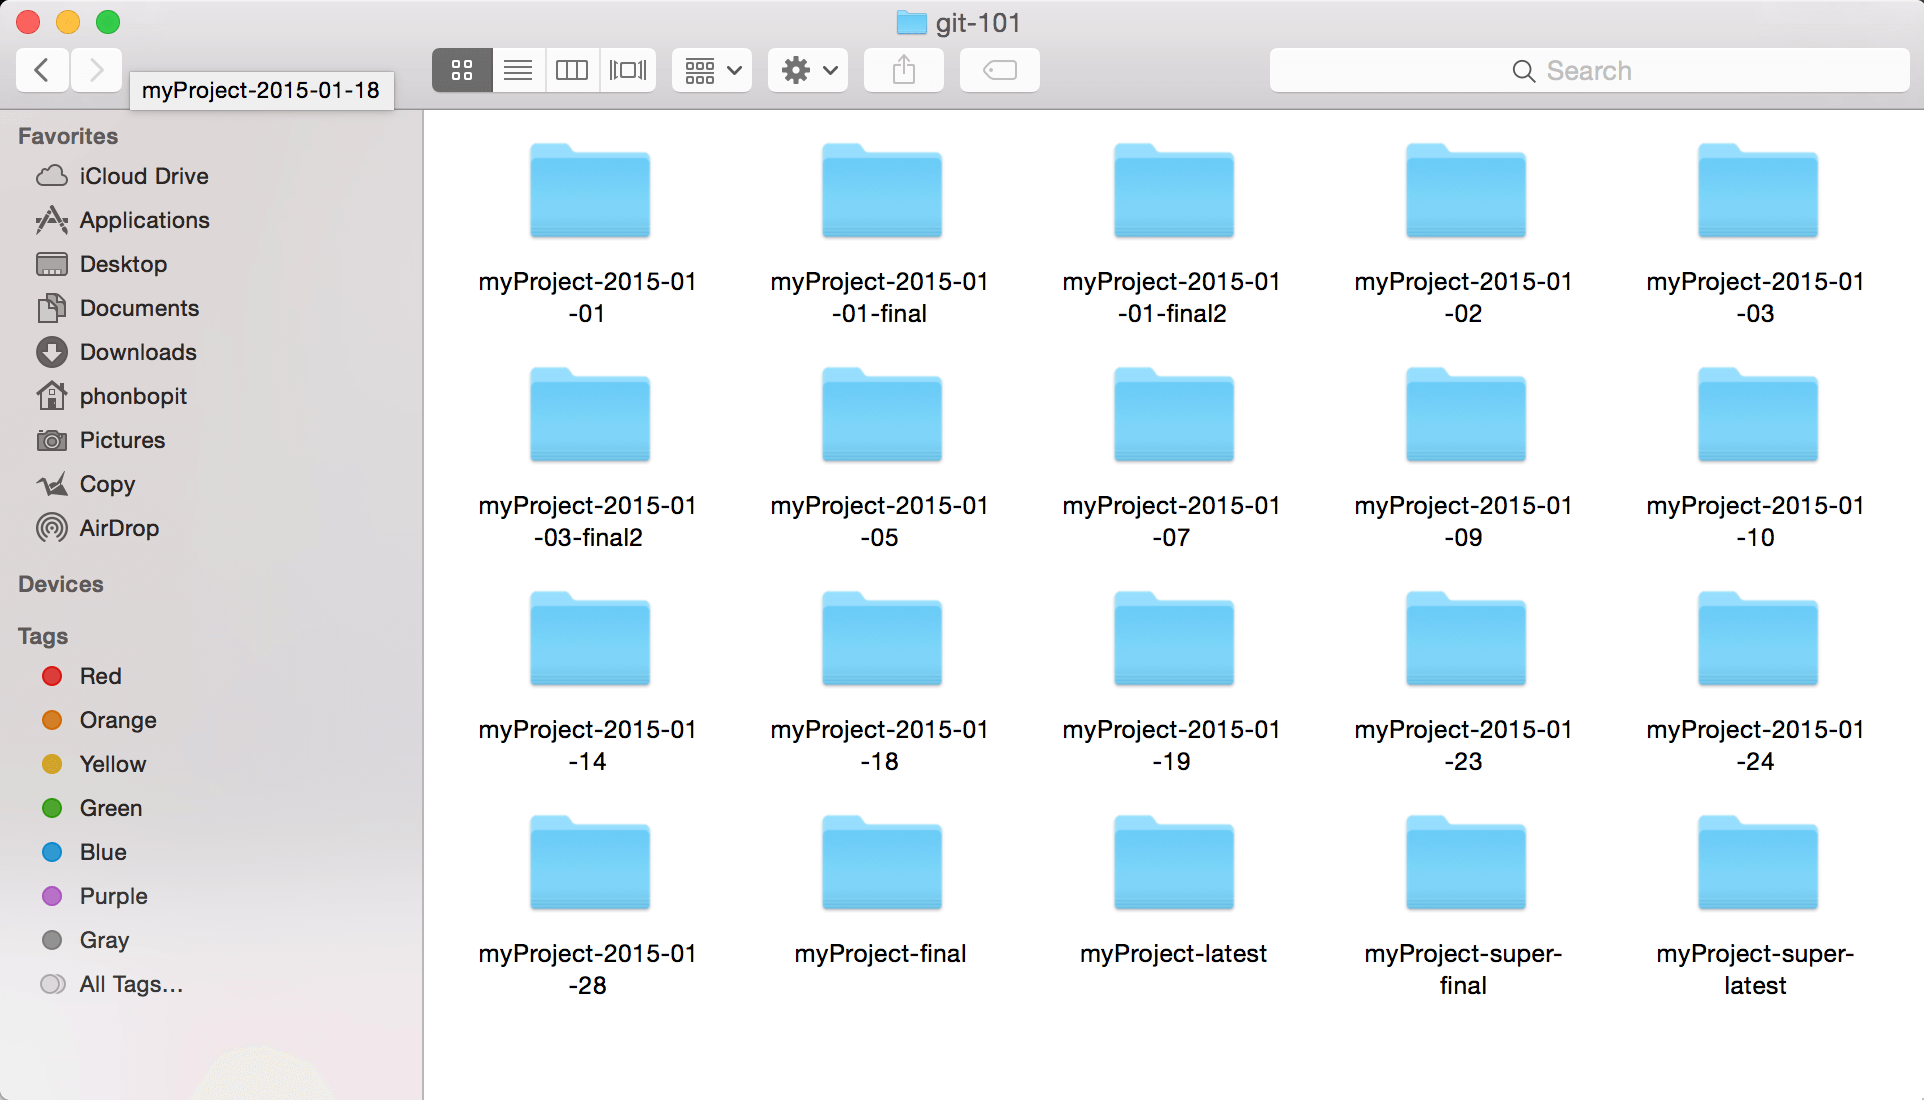 git-101
Search
myProject-2015-01-18
Favorites
iCloud Drive
Applications
Desktop
Documents
Downloads
phonbopit
Pictures
Copy
AirDrop
Devices
Tags
Red
Orange
Yellow
Green
Blue
Purple
Gray
All Tags...
myProject-2015-01
-01
myProject-2015-01
-01-final
myProject-2015-01
-01-final2
myProject-2015-01
-02
myProject-2015-01
-03
myProject-2015-01
-03-final2
myProject-2015-01
-05
myProject-2015-01
-07
myProject-2015-01
-09
myProject-2015-01
-10
myProject-2015-01
-14
myProject-2015-01
-18
myProject-2015-01
-19
myProject-2015-01
-23
myProject-2015-01
-24
myProject-2015-01
-28
myProject-final
myProject-latest
myProject-super-
final
myProject-super-
latest